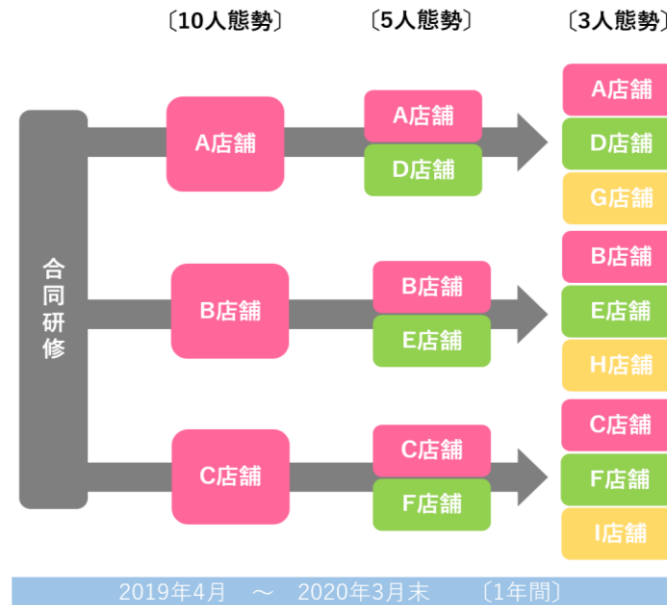 〔10人態勢〕 〔5人態勢〕 〔3人態勢〕
合同研修
A店舗
A店舗
D店舗
A店舗
D店舗
G店舗
B店舗
B店舗
E店舗
B店舗
E店舗
H店舗
C店舗
C店舗
F店舗
C店舗
F店舗
I店舗
2019年4月 ～ 2020年3月末 〔1年間〕